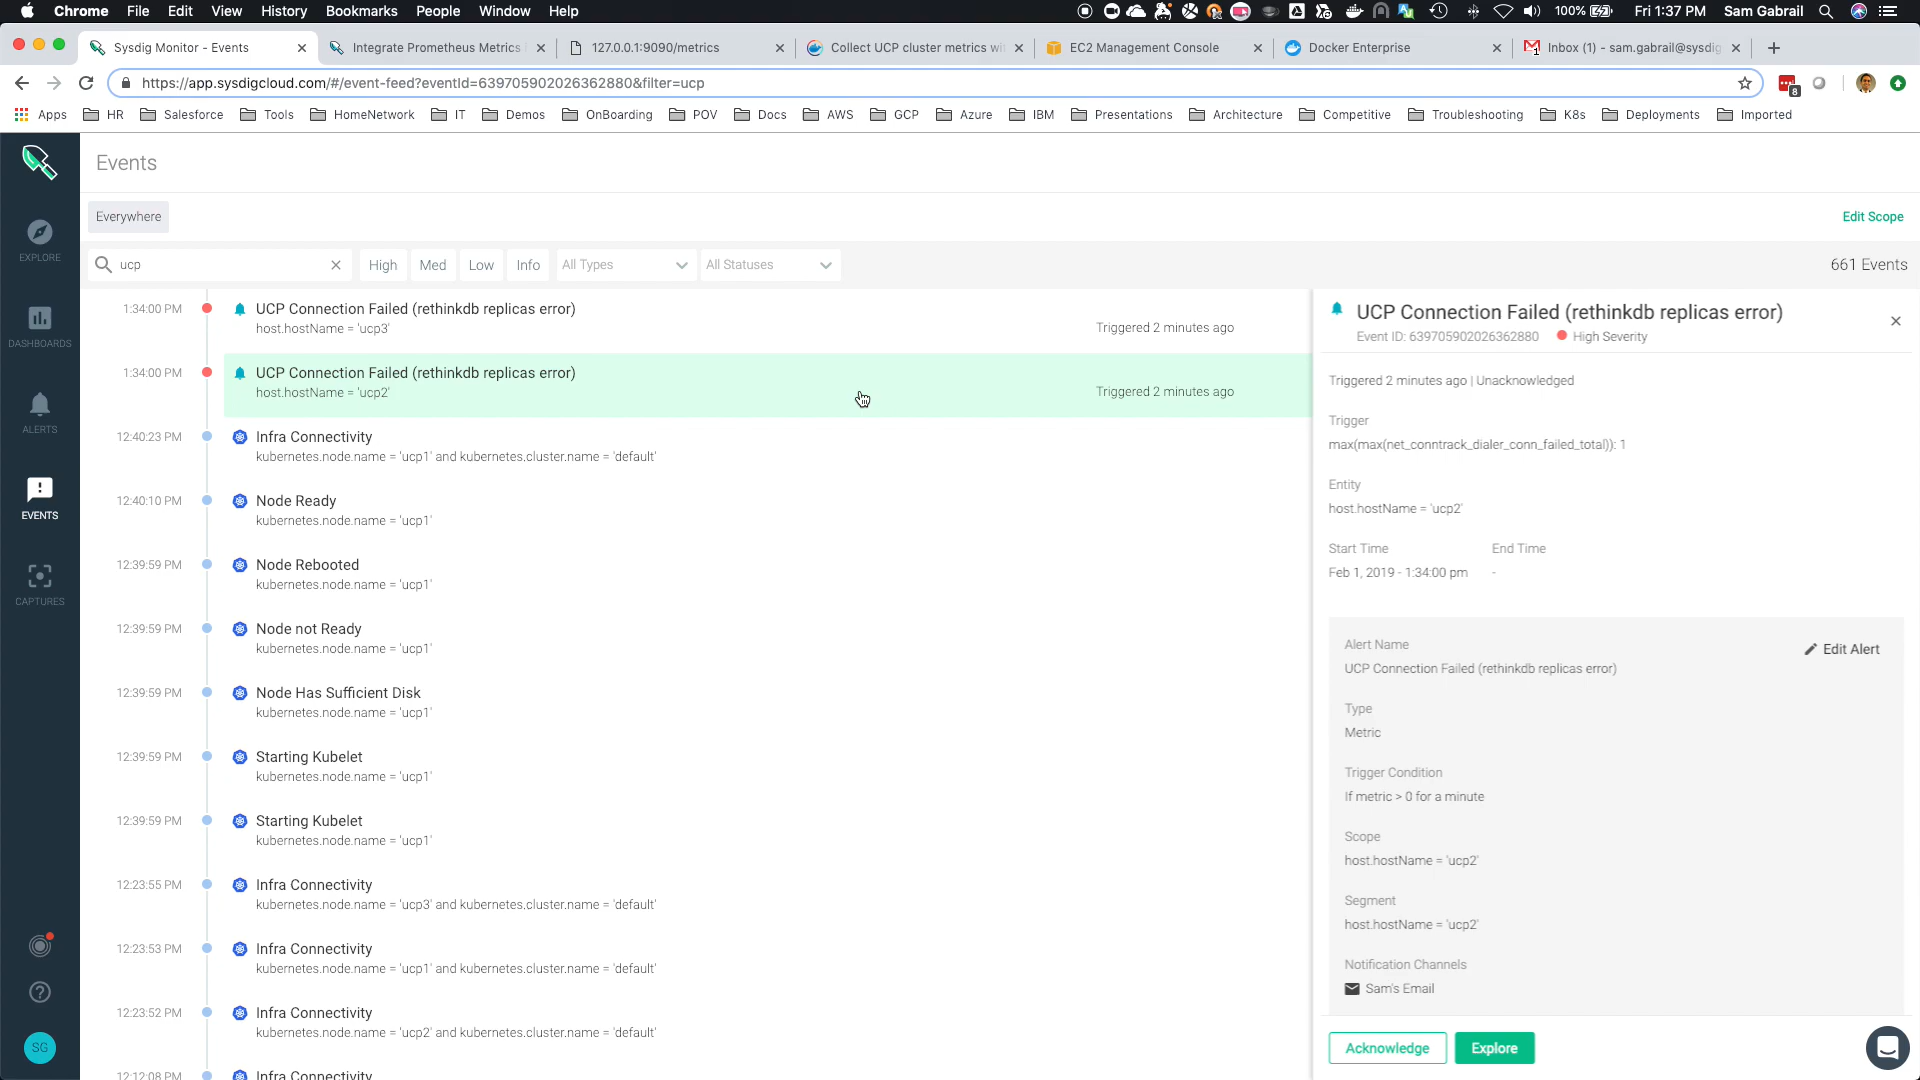 Chrome File Edit View History Bookmarks People Window Help 100% Fri 1:37 PM Sam Gabrail
Sysdig Monitor - Events
Integrate Prometheus Metrics
127.0.0.1:9090/metrics
Collect UCP cluster metrics wi
EC2 Management Console
Docker Enterprise
Inbox (1) - sam.gabrail@sysdig
https://app.sysdigcloud.com/#/event-feed?eventId=639705902026362880&filter=ucp
8
Apps HR Salesforce Tools HomeNetwork IT Demos OnBoarding POV Docs AWS GCP Azure IBM Presentations Architecture Competitive Troubleshooting K8s Deployments Imported
Events
Everywhere
Edit Scope
ucp High Med Low Info All Types All Statuses
661 Events
EXPLORE
DASHBOARDS
ALERTS
EVENTS
CAPTURES
SG
1:34:00 PM UCP Connection Failed (rethinkdb replicas error)
host.hostName = 'ucp3'
Triggered 2 minutes ago
1:34:00 PM UCP Connection Failed (rethinkdb replicas error)
host.hostName = 'ucp2'
Triggered 2 minutes ago
12:40:23 PM Infra Connectivity
kubernetes.node.name = 'ucp1' and kubernetes.cluster.name = 'default'
12:40:10 PM Node Ready
kubernetes.node.name = 'ucp1'
12:39:59 PM Node Rebooted
kubernetes.node.name = 'ucp1'
12:39:59 PM Node not Ready
kubernetes.node.name = 'ucp1'
12:39:59 PM Node Has Sufficient Disk
kubernetes.node.name = 'ucp1'
12:39:59 PM Starting Kubelet
kubernetes.node.name = 'ucp1'
12:39:59 PM Starting Kubelet
kubernetes.node.name = 'ucp1'
12:23:55 PM Infra Connectivity
kubernetes.node.name = 'ucp3' and kubernetes.cluster.name = 'default'
12:23:53 PM Infra Connectivity
kubernetes.node.name = 'ucp1' and kubernetes.cluster.name = 'default'
12:23:52 PM Infra Connectivity
kubernetes.node.name = 'ucp2' and kubernetes.cluster.name = 'default'
12:12:08 PM Infra Connectivity
UCP Connection Failed (rethinkdb replicas error)
Event ID: 639705902026362880 High Severity
Triggered 2 minutes ago | Unacknowledged
Trigger
max(max(net_conntrack_dialer_conn_failed_total)): 1
Entity
host.hostName = 'ucp2'
Start Time End Time
Feb 1, 2019 - 1:34:00 pm -
Alert Name
Edit Alert
UCP Connection Failed (rethinkdb replicas error)
Type
Metric
Trigger Condition
If metric > 0 for a minute
Scope
host.hostName = 'ucp2'
Segment
host.hostName = 'ucp2'
Notification Channels
Sam's Email
Acknowledge Explore